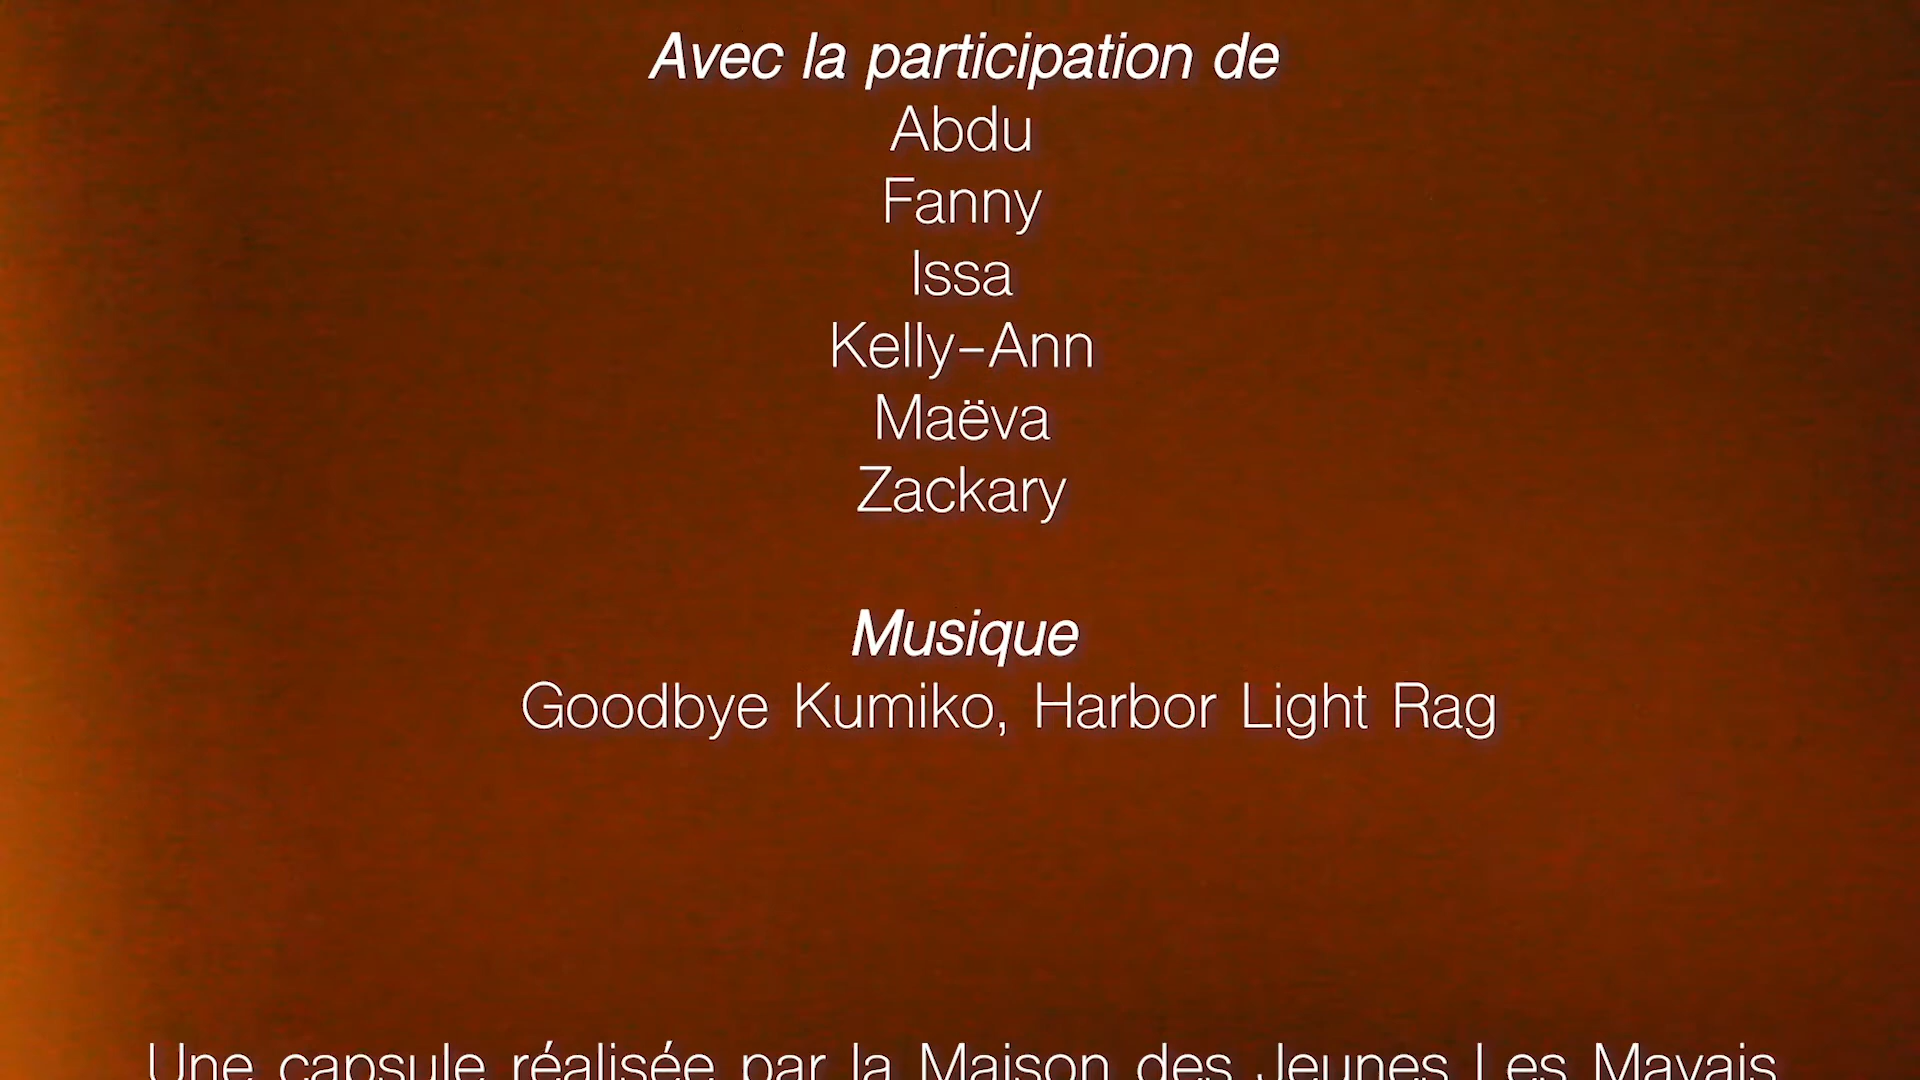 Avec la participation de
Abdu
Fanny
Issa
Kelly-Ann
Maëva
Zackary
Musique
Goodbye Kumiko, Harbor Light Rag
Une capsule réalisée par la Maison des Jeunes Les